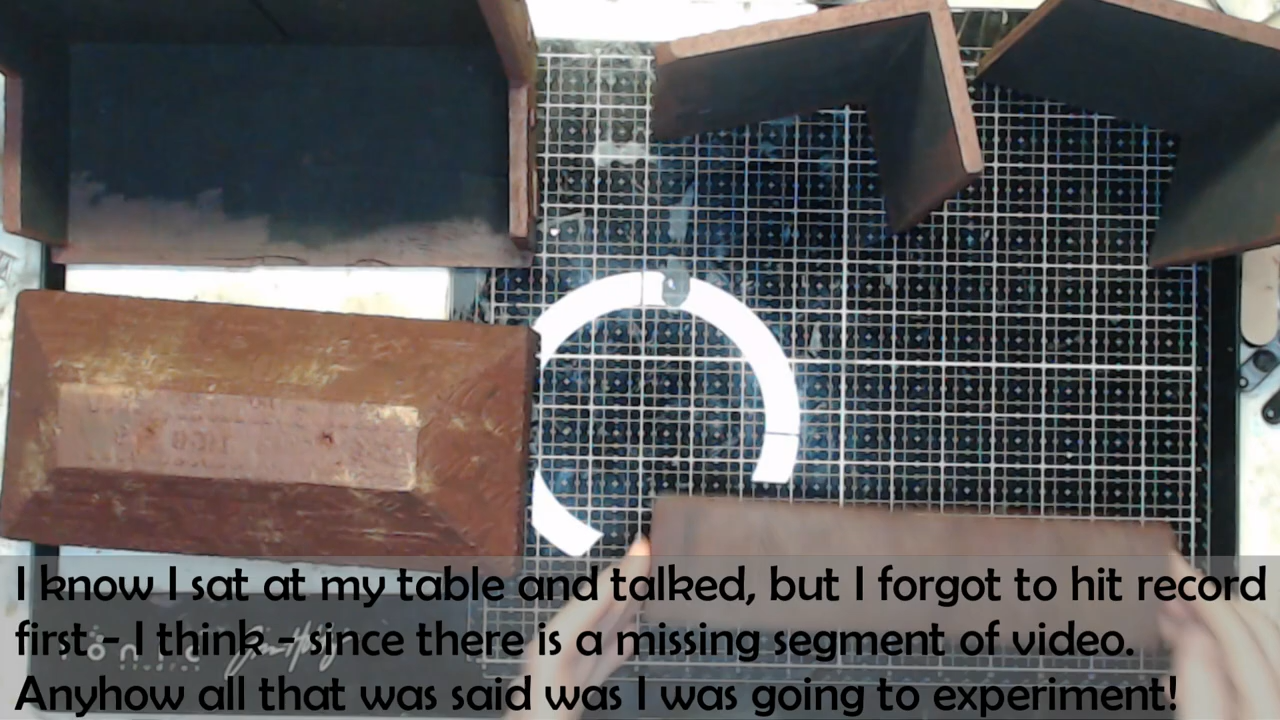 I know I sat at my table and talked, but I forgot to hit record
first - I think - since there is a missing segment of video.
Anyhow all that was said was I was going to experiment!